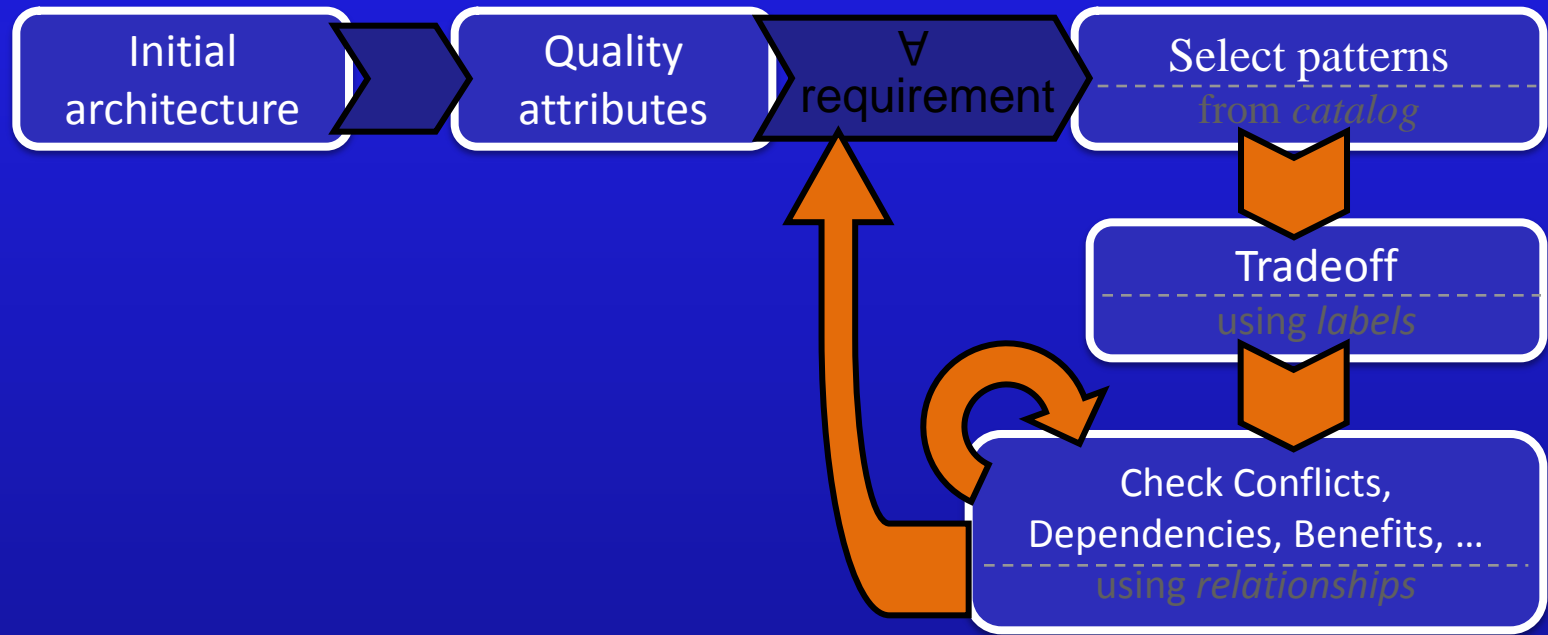 Initial
architecture
Quality
attributes
∀
requirement
Select patterns
from catalog
Tradeoff
using labels
Check Conflicts,
Dependencies, Benefits, …
using relationships